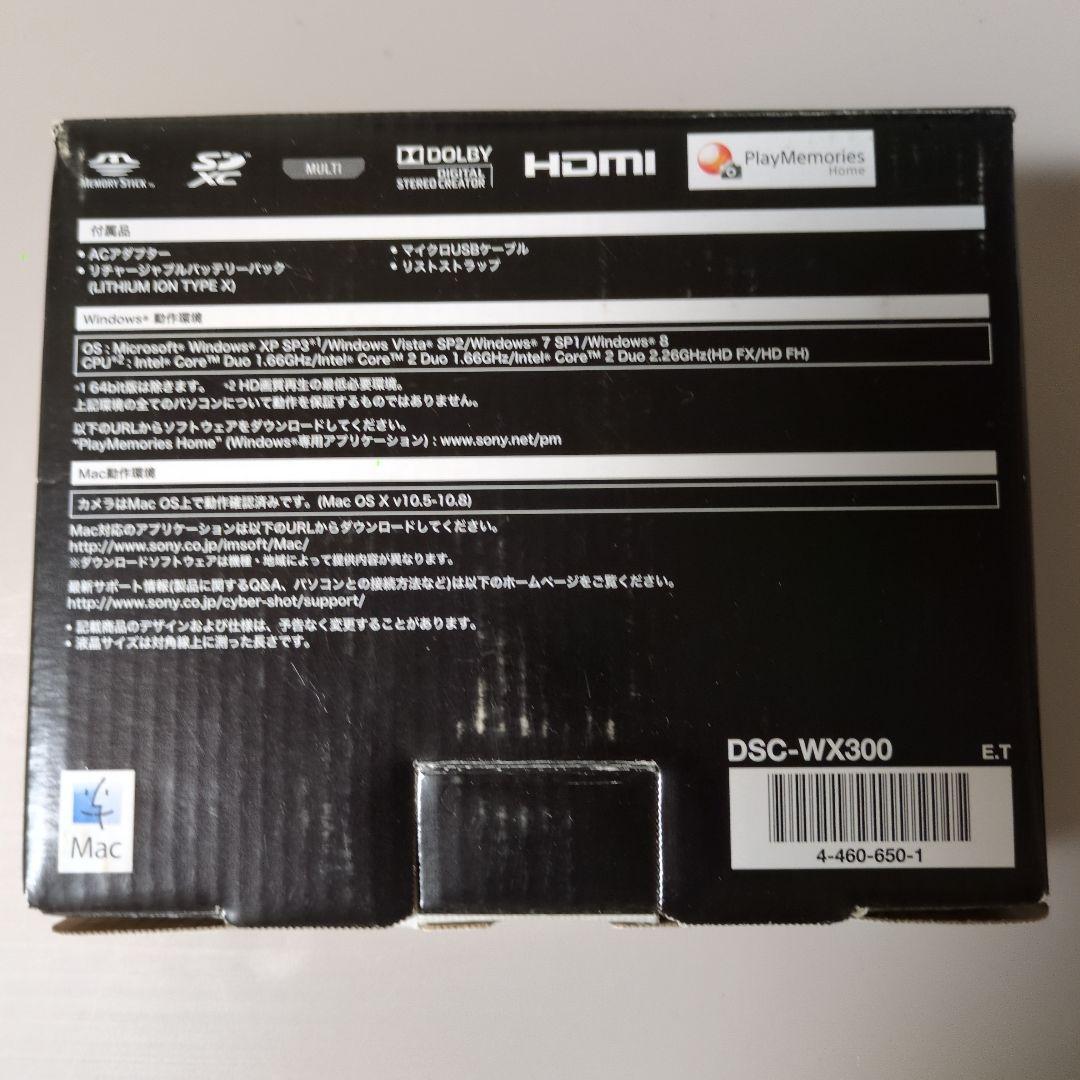 MEMORY STICK™
SD XC™
MULTI
DOLBY
DIGITAL
STEREO CREATOR
HDMI
PlayMemories
Home
付属品
• ACアダプター
• リチャージャブルバッテリーパック
(LITHIUM ION TYPE X)
• マイクロUSBケーブル
• リストストラップ
Windows® 動作環境
OS : Microsoft® Windows® XP SP3*1/Windows Vista® SP2/Windows® 7 SP1/Windows® 8
CPU*2 : Intel® Core™ Duo 1.66GHz/Intel® Core™ 2 Duo 1.66GHz/Intel® Core™ 2 Duo 2.26GHz(HD FX/HD FH)
*1 64bit版は除きます。 *2 HD画質再生の最低必要環境。
上記環境の全てのパソコンについて動作を保証するものではありません。
以下のURLからソフトウェアをダウンロードしてください。
"PlayMemories Home" (Windows®専用アプリケーション) : www.sony.net/pm
Mac動作環境
カメラはMac OS上で動作確認済みです。(Mac OS X v10.5-10.8)
Mac対応のアプリケーションは以下のURLからダウンロードしてください。
http://www.sony.co.jp/imsoft/Mac/
※ダウンロードソフトウェアは機種・地域によって提供内容が異なります。
最新サポート情報(製品に関するQ&A、パソコンとの接続方法など)は以下のホームページをご覧ください。
http://www.sony.co.jp/cyber-shot/support/
• 記載商品のデザインおよび仕様は、予告なく変更することがあります。
• 液晶サイズは対角線上に測った長さです。
DSC-WX300
E.T
4-460-650-1
Mac